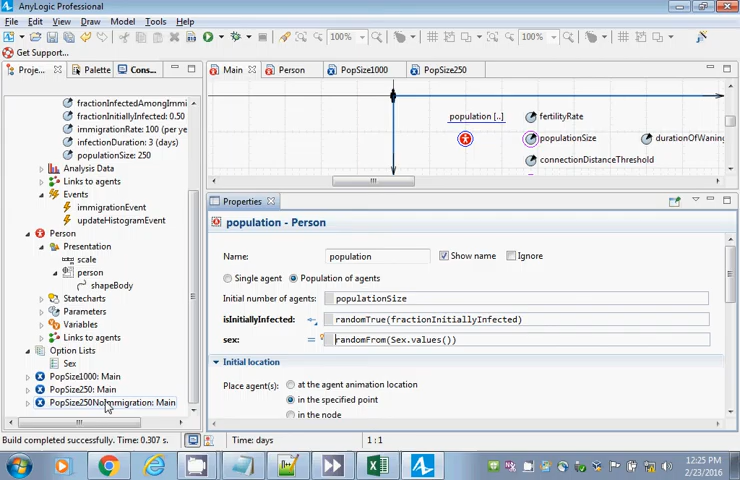 AnyLogic Professional
File Edit View Draw Model Tools Help
100% 100%
Get Support...
Proje... Palette Cons...
Main Person PopSize1000 PopSize250
fractionInfectedAmongImmi
fractionInitiallyInfected: 0.50
immigrationRate: 100 (per ye
infectionDuration: 3 (days)
populationSize: 250
Analysis Data
Links to agents
Events
immigrationEvent
updateHistogramEvent
Person
Presentation
scale
person
shapeBody
Statecharts
Parameters
Variables
Links to agents
Option Lists
Sex
PopSize1000: Main
PopSize250: Main
PopSize250NoImmigration: Main
population [..]
fertilityRate
populationSize
durationOfWaning
connectionDistanceThreshold
Properties
population - Person
Name: population Show name Ignore
Single agent Population of agents
Initial number of agents: populationSize
isInitiallyInfected: randomTrue(fractionInitiallyInfected)
sex: = randomFrom(Sex.values())
Initial location
Place agent(s) at the agent animation location
in the specified point
in the node
Build completed successfully. Time: 0.307 s.
Time: days
1 : 1
12:25 PM
2/23/2016